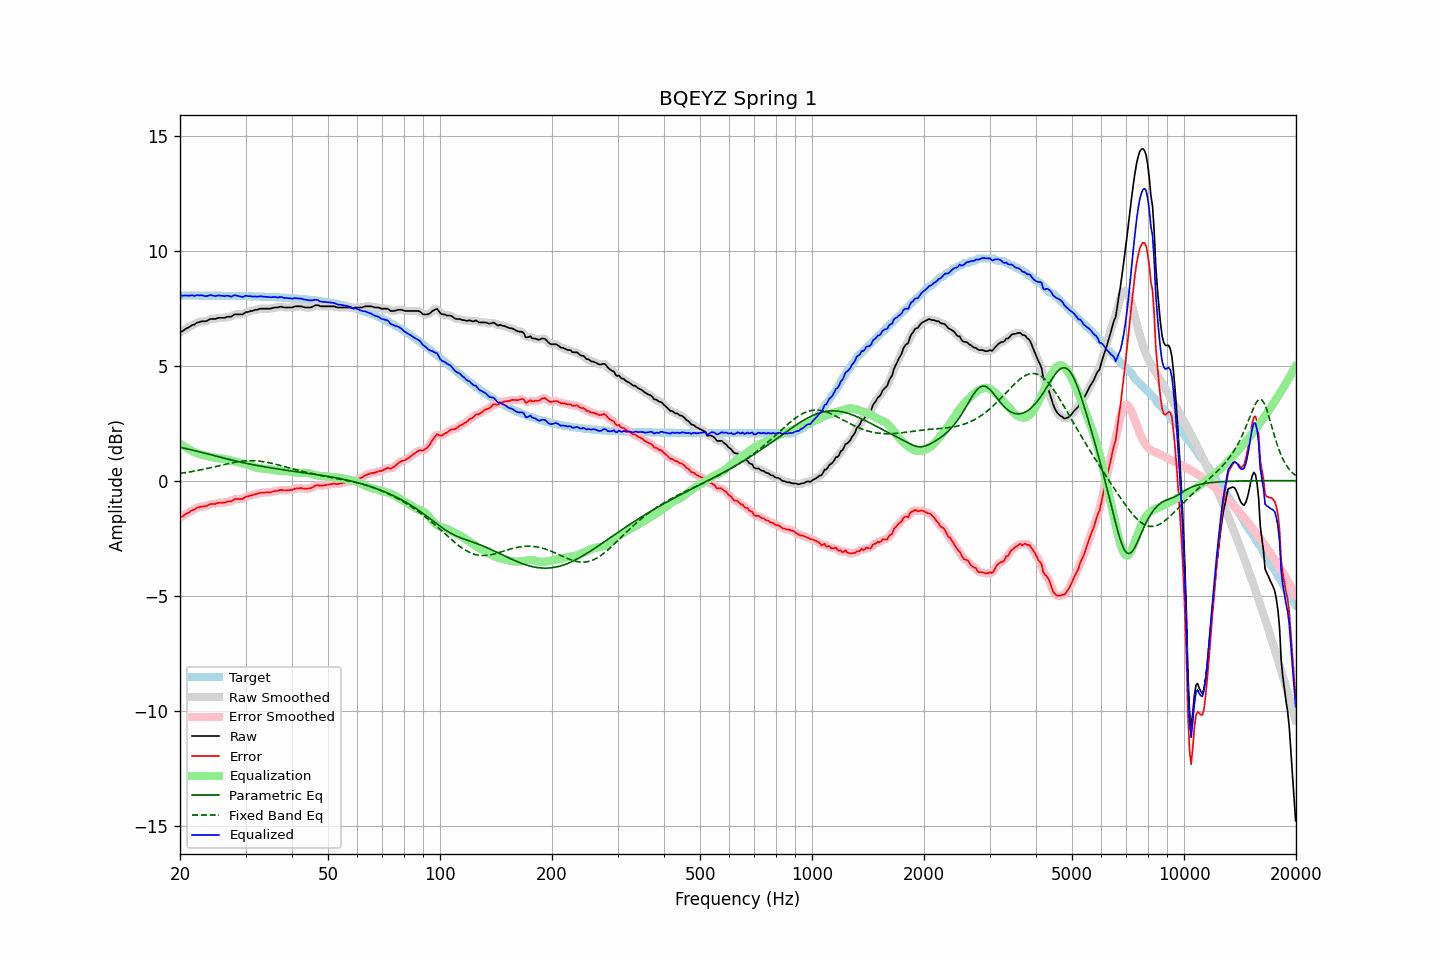 BQEYZ Spring 1
Amplitude (dBr)
15
10
5
0
−5
−10
−15
Target
Raw Smoothed
Error Smoothed
Raw
Error
Equalization
Parametric Eq
Fixed Band Eq
Equalized
20 50 100 200 500 1000 2000 5000 10000 20000
Frequency (Hz)